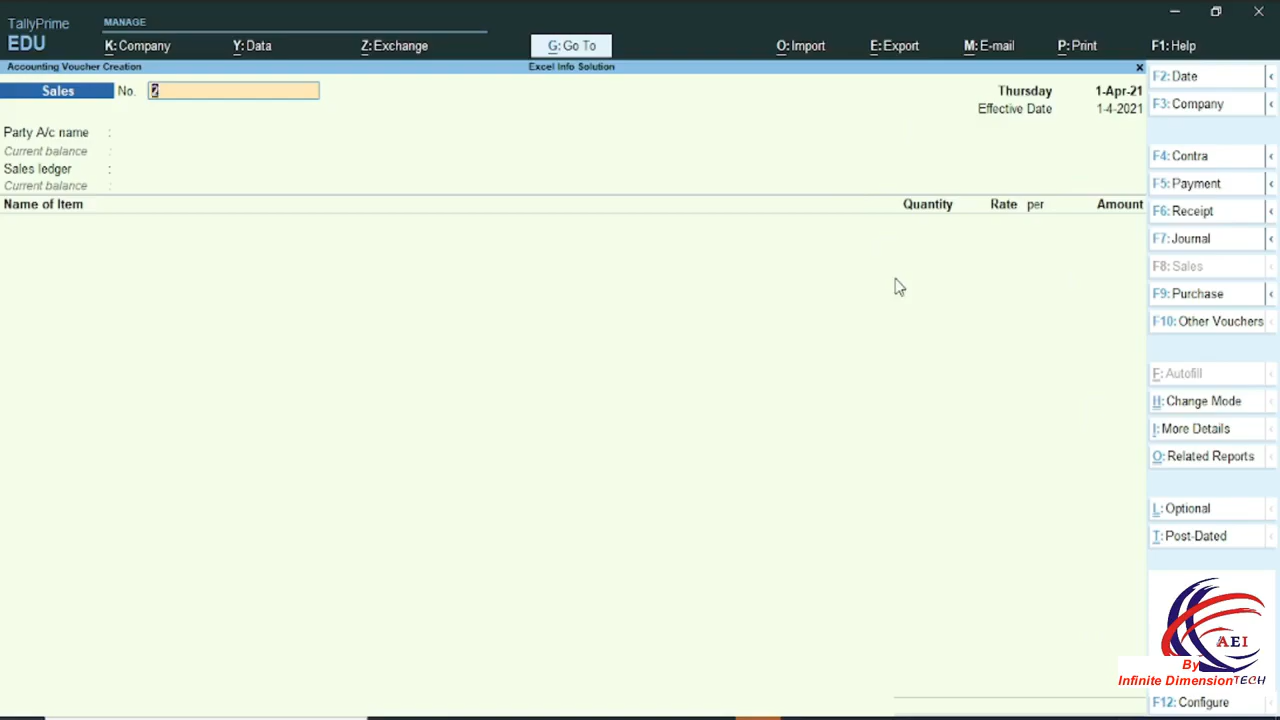 TallyPrime
EDU
MANAGE
K: Company
Y: Data
Z: Exchange
G: Go To
O: Import
E: Export
M: E-mail
P: Print
F1: Help
Accounting Voucher Creation
Excel Info Solution
x
Sales
No.
2
Thursday
1-Apr-21
Effective Date
1-4-2021
Party A/c name :
Current balance :
Sales ledger :
Current balance :
Name of Item
Quantity
Rate per
Amount
F2: Date
F3: Company
F4: Contra
F5: Payment
F6: Receipt
F7: Journal
F8: Sales
F9: Purchase
F10: Other Vouchers
F: Autofill
H: Change Mode
I: More Details
O: Related Reports
L: Optional
T: Post-Dated
AEI
By
Infinite DimensionTECH
F12: Configure